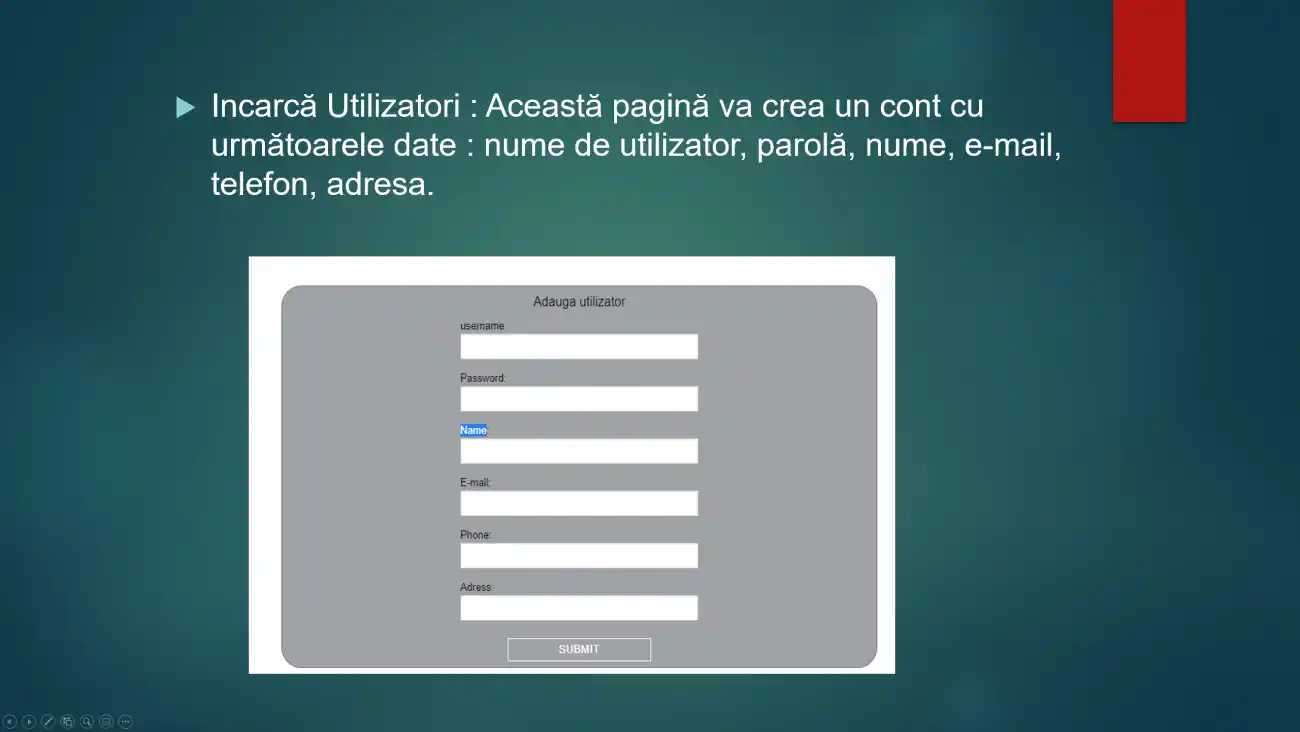 Incarcă Utilizatori : Această pagină va crea un cont cu
următoarele date : nume de utilizator, parolă, nume, e-mail,
telefon, adresa.
Adauga utilizator
username
Password:
Name
E-mail:
Phone:
Adress:
SUBMIT